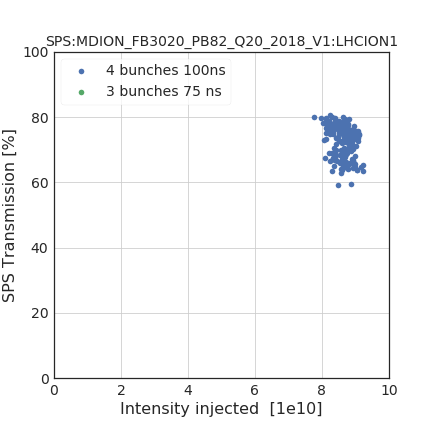 SPS:MDION_FB3020_PB82_Q20_2018_V1:LHCION1
100
4 bunches 100ns
3 bunches 75 ns
80
60
40
20
0
SPS Transmission [%]
0 2 4 6 8 10
Intensity injected [1e10]